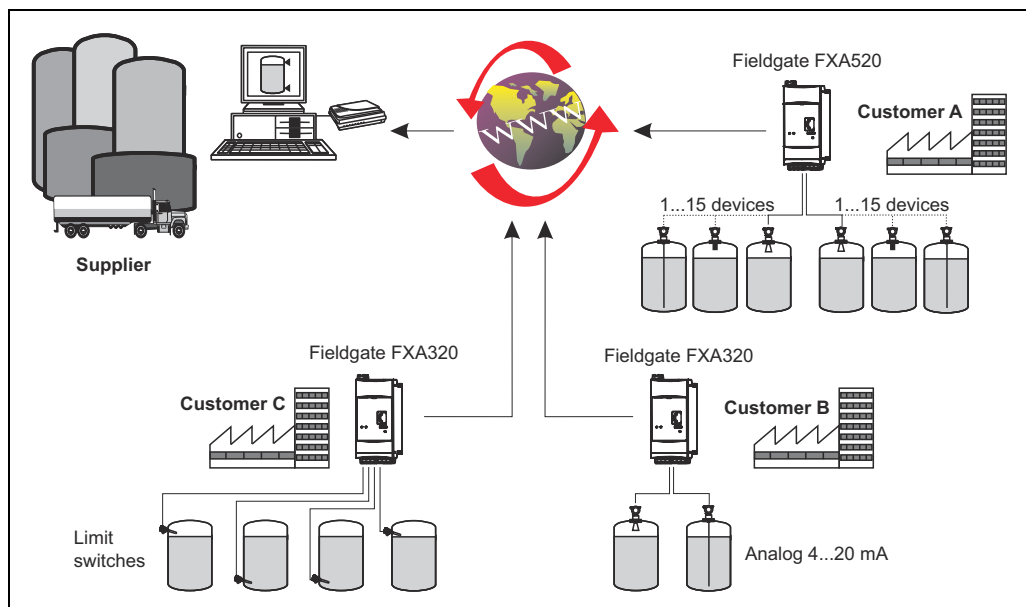 Fieldgate FXA520
Customer A
WWW
1...15 devices
1...15 devices
Supplier
Fieldgate FXA320
Fieldgate FXA320
Customer C
Customer B
Limit
switches
Analog 4...20 mA